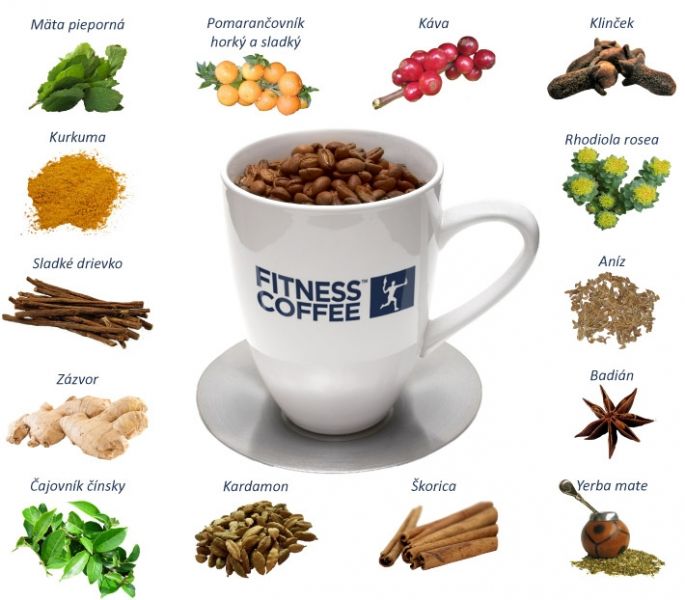 Mäta pieporná
Pomarančovník
horký a sladký
Káva
Klinček
Kurkuma
Rhodiola rosea
Sladké drievko
Aníz
FITNESS™
COFFEE
Zázvor
Badián
Čajovník čínsky
Kardamon
Škorica
Yerba mate